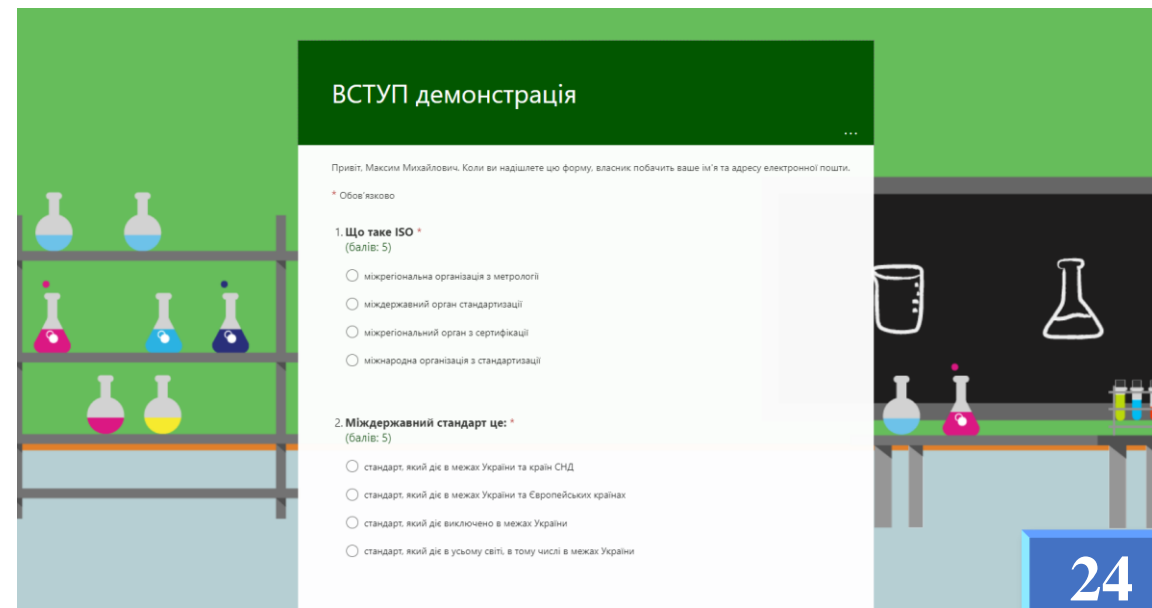 ВСТУП демонстрація
...
Привіт, Максим Михайлович. Коли ви надішлете цю форму, власник побачить ваше ім'я та адресу електронної пошти.
* Обов'язково
1. Що таке ISO *
(балів: 5)
міжрегіональна організація з метрології
міждержавний орган стандартизації
міжрегіональний орган з сертифікації
міжнародна організація з стандартизації
2. Міждержавний стандарт це: *
(балів: 5)
стандарт, який діє в межах України та країн СНД
стандарт, який діє в межах України та Європейських країнах
стандарт, який діє виключено в межах України
стандарт, який діє в усьому світі, в тому числі в межах України
24